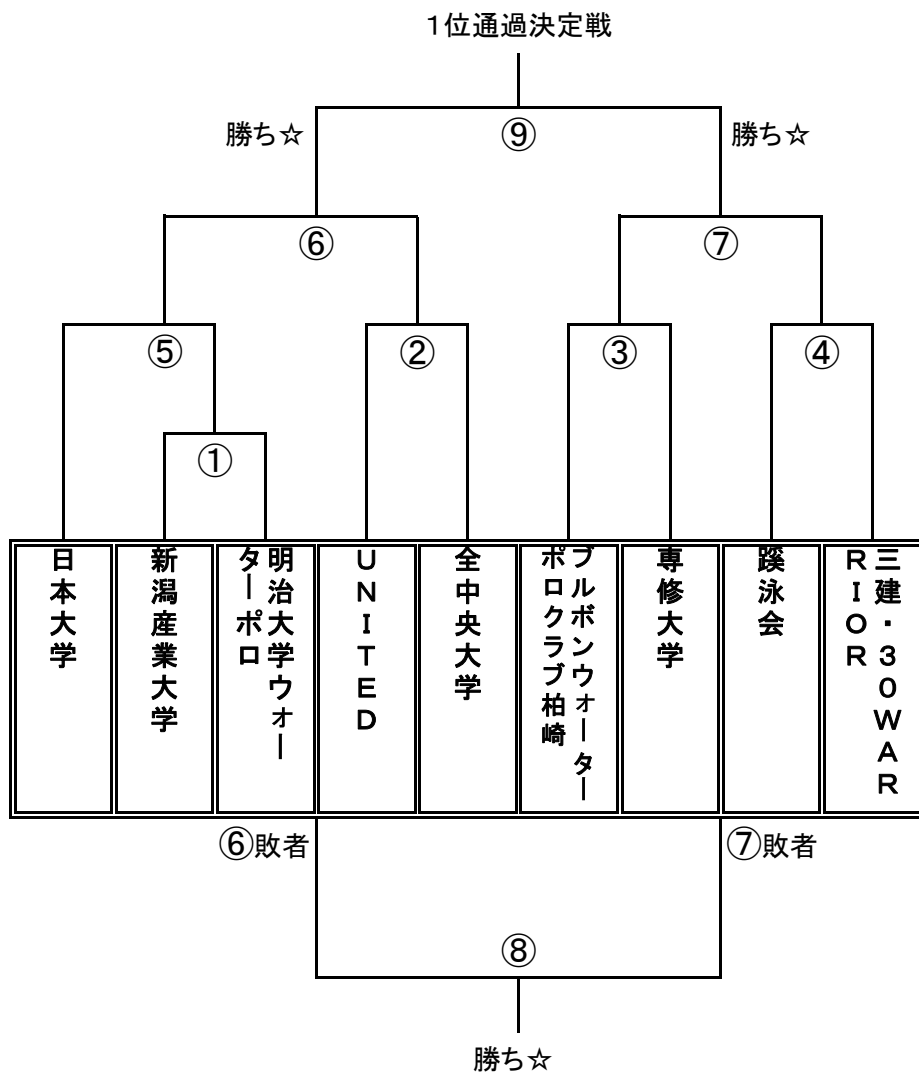 1位通過決定戦
勝ち☆
⑨
勝ち☆
⑥
⑦
⑤
②
③
④
①
日本大学
新潟産業大学
明治大学ウォー
ターポロ
UNITED
全中央大学
ブルボンウォーター
ポロクラブ柏崎
専修大学
蹊泳会
三建・30WAR
RIOR
⑥敗者
⑦敗者
⑧
勝ち☆